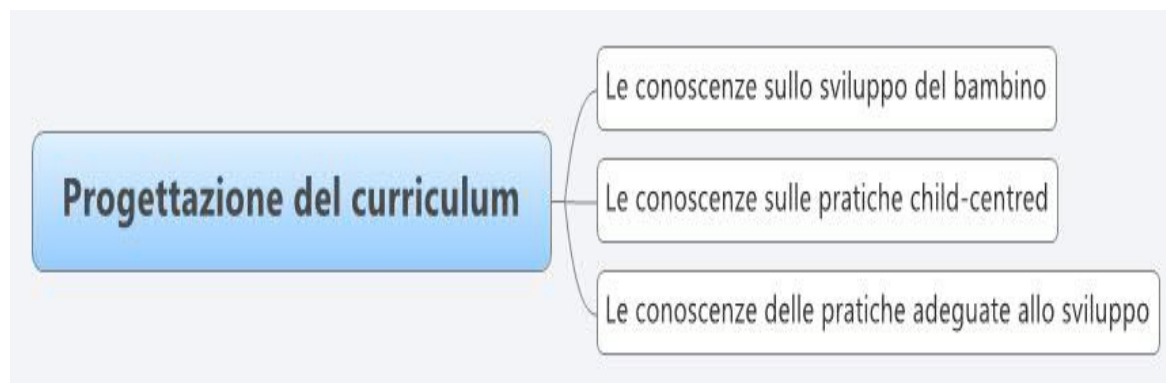 Progettazione del curriculum
Le conoscenze sullo sviluppo del bambino
Le conoscenze sulle pratiche child-centred
Le conoscenze delle pratiche adeguate allo sviluppo